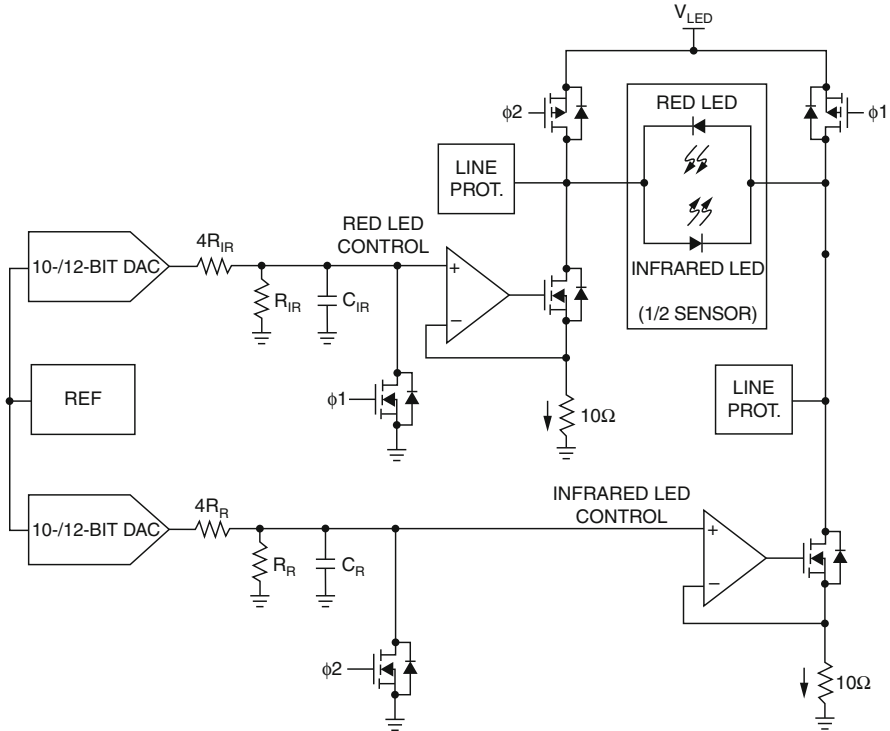 V_LED
φ2
RED LED
φ1
LINE
PROT.
INFRARED LED
(1/2 SENSOR)
10-/12-BIT DAC
4R_IR
RED LED
CONTROL
R_IR
C_IR
+
−
φ1
10Ω
REF
LINE
PROT.
10-/12-BIT DAC
4R_R
INFRARED LED
CONTROL
R_R
C_R
+
−
φ2
10Ω